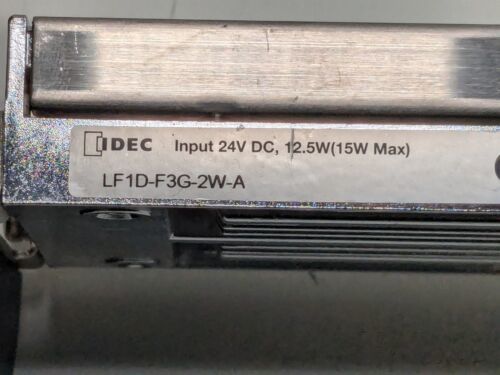 IDEC Input 24V DC, 12.5W(15W Max)
LF1D-F3G-2W-A